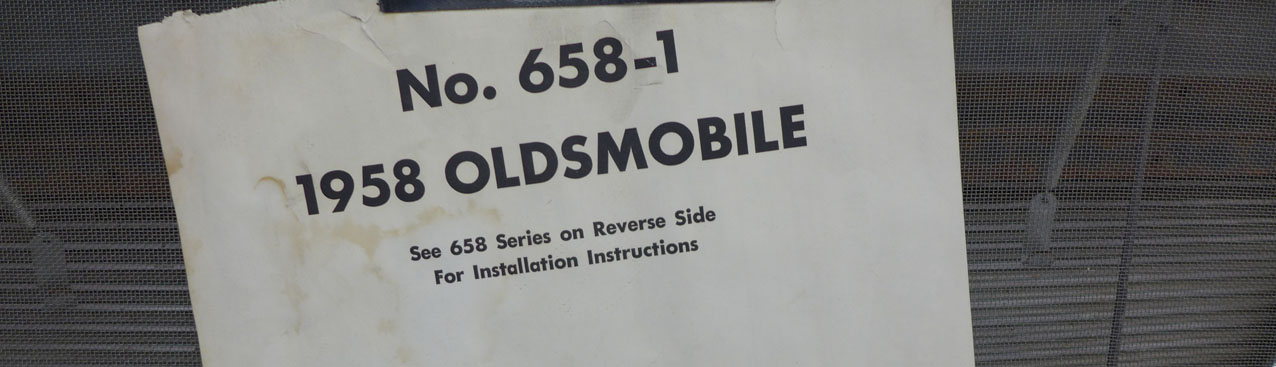 No. 658-1
1958 OLDSMOBILE
See 658 Series on Reverse Side
For Installation Instructions